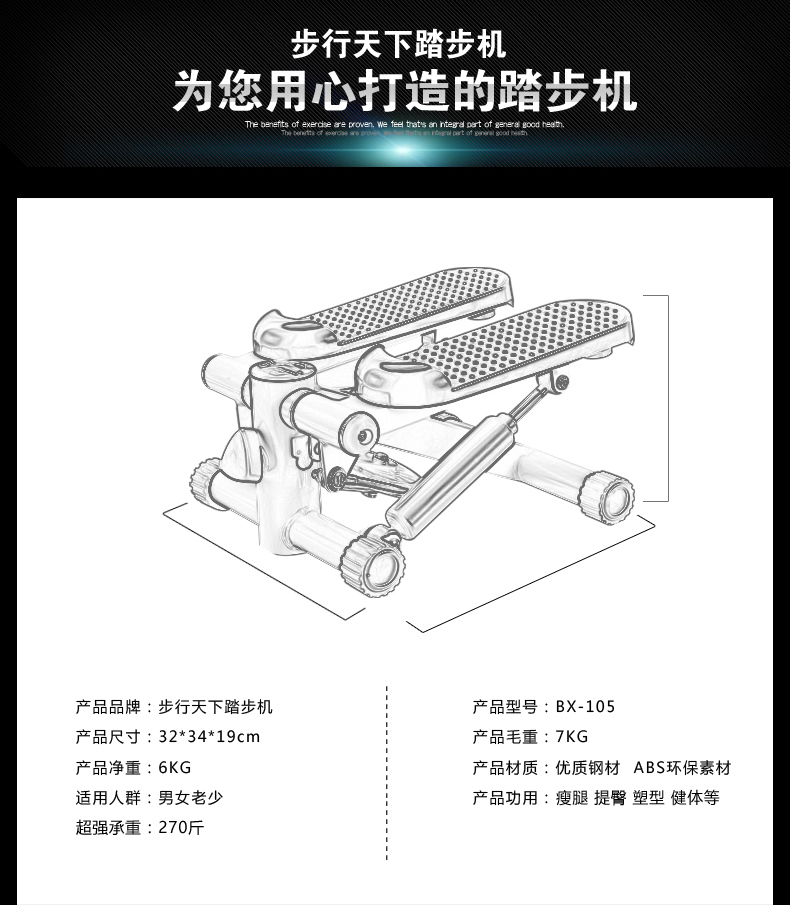 步行天下踏步机
为您用心打造的踏步机
The benefits of exercise are proven. We feel that's an integral part of general good health.
The benefits of exercise are proven. We feel that's an integral part of general good health.
产品品牌：步行天下踏步机
产品尺寸：32*34*19cm
产品净重：6KG
适用人群：男女老少
超强承重：270斤
产品型号：BX-105
产品毛重：7KG
产品材质：优质钢材 ABS环保素材
产品功用：瘦腿 提臀 塑型 健体等